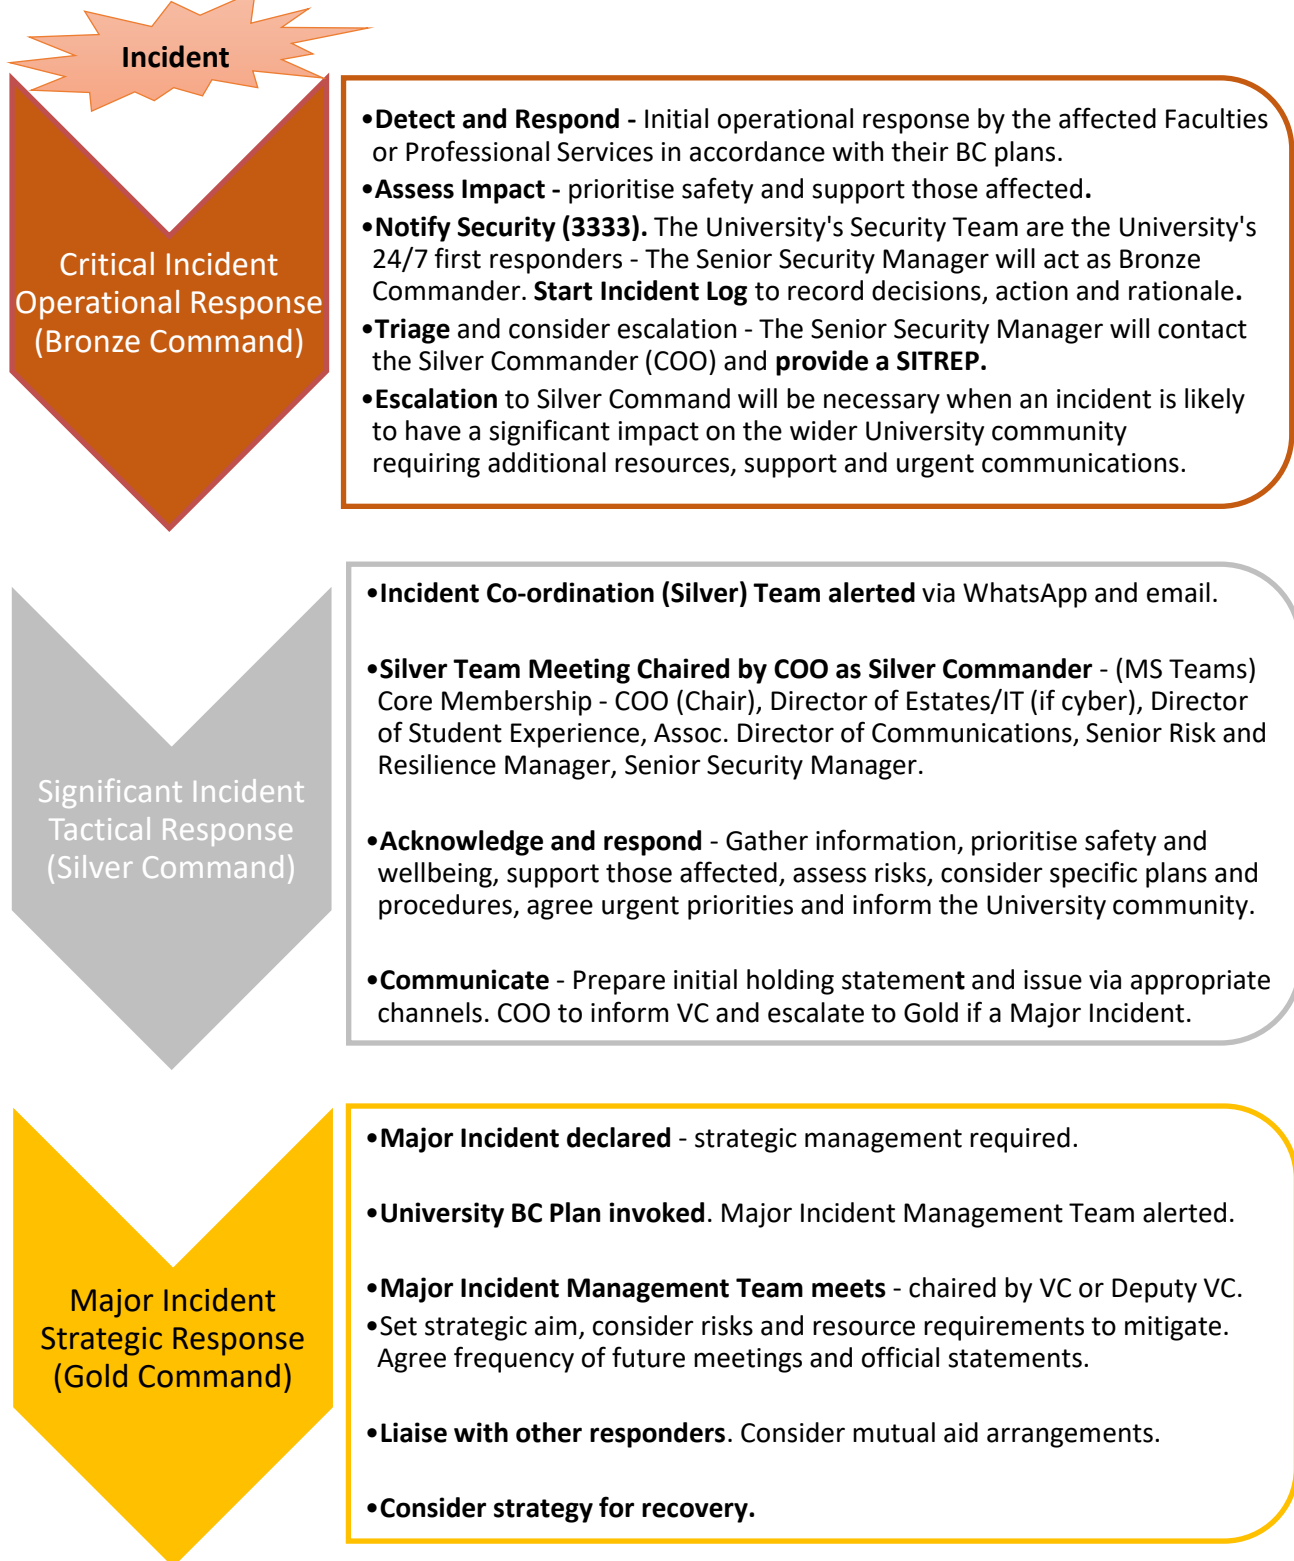 Incident
Critical Incident
Operational Response
(Bronze Command)
•Detect and Respond - Initial operational response by the affected Faculties
or Professional Services in accordance with their BC plans.
•Assess Impact - prioritise safety and support those affected.
•Notify Security (3333). The University's Security Team are the University's
24/7 first responders - The Senior Security Manager will act as Bronze
Commander. Start Incident Log to record decisions, action and rationale.
•Triage and consider escalation - The Senior Security Manager will contact
the Silver Commander (COO) and provide a SITREP.
•Escalation to Silver Command will be necessary when an incident is likely
to have a significant impact on the wider University community
requiring additional resources, support and urgent communications.
Significant Incident
Tactical Response
(Silver Command)
•Incident Co-ordination (Silver) Team alerted via WhatsApp and email.
•Silver Team Meeting Chaired by COO as Silver Commander - (MS Teams)
Core Membership - COO (Chair), Director of Estates/IT (if cyber), Director
of Student Experience, Assoc. Director of Communications, Senior Risk and
Resilience Manager, Senior Security Manager.
•Acknowledge and respond - Gather information, prioritise safety and
wellbeing, support those affected, assess risks, consider specific plans and
procedures, agree urgent priorities and inform the University community.
•Communicate - Prepare initial holding statement and issue via appropriate
channels. COO to inform VC and escalate to Gold if a Major Incident.
Major Incident
Strategic Response
(Gold Command)
•Major Incident declared - strategic management required.
•University BC Plan invoked. Major Incident Management Team alerted.
•Major Incident Management Team meets - chaired by VC or Deputy VC.
•Set strategic aim, consider risks and resource requirements to mitigate.
Agree frequency of future meetings and official statements.
•Liaise with other responders. Consider mutual aid arrangements.
•Consider strategy for recovery.